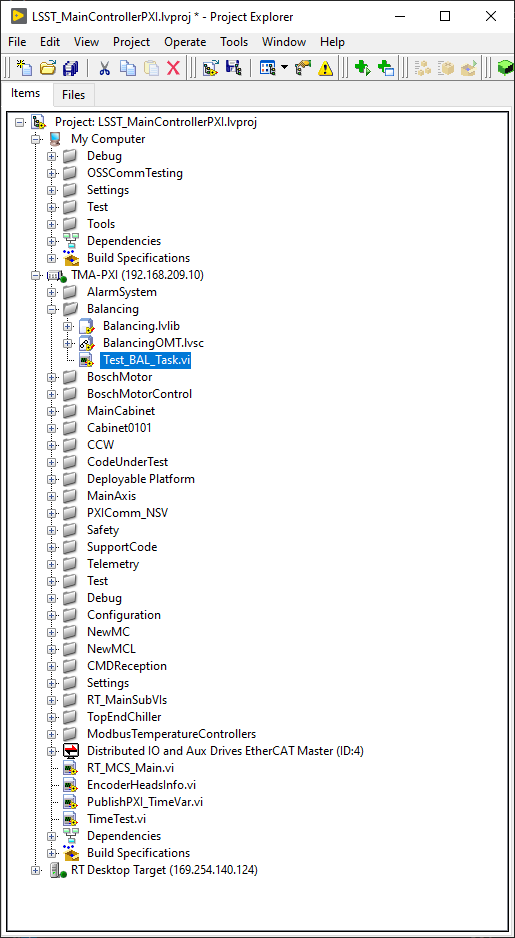 LSST_MainControllerPXI.lvproj * - Project Explorer
File Edit View Project Operate Tools Window Help
Items Files
Project: LSST_MainControllerPXI.lvproj
My Computer
Debug
OSSCommTesting
Settings
Test
Tools
Dependencies
Build Specifications
TMA-PXI (192.168.209.10)
AlarmSystem
Balancing
Balancing.lvlib
BalancingOMT.lvsc
Test_BAL_Task.vi
BoschMotor
BoschMotorControl
MainCabinet
Cabinet0101
CCW
CodeUnderTest
Deployable Platform
MainAxis
PXIComm_NSV
Safety
SupportCode
Telemetry
Test
Debug
Configuration
NewMC
NewMCL
CMDReception
Settings
RT_MainSubVIs
TopEndChiller
ModbusTemperatureControllers
Distributed IO and Aux Drives EtherCAT Master (ID:4)
RT_MCS_Main.vi
EncoderHeadsInfo.vi
PublishPXI_TimeVar.vi
TimeTest.vi
Dependencies
Build Specifications
RT Desktop Target (169.254.140.124)